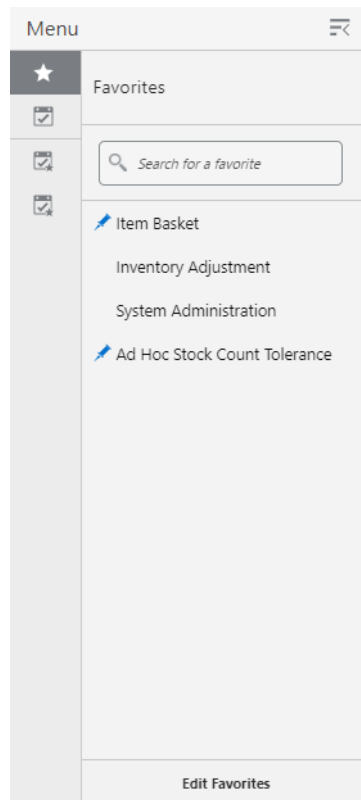 Menu
Favorites
Search for a favorite
Item Basket
Inventory Adjustment
System Administration
Ad Hoc Stock Count Tolerance
Edit Favorites